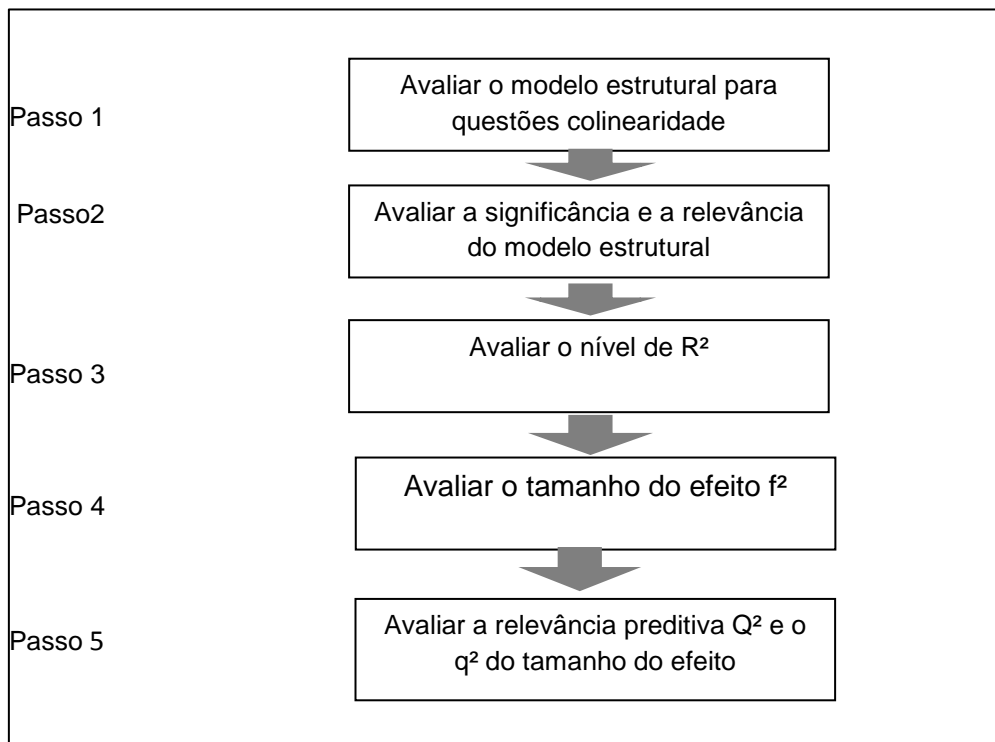 Passo 1
Avaliar o modelo estrutural para
questões colinearidade
Passo2
Avaliar a significância e a relevância
do modelo estrutural
Passo 3
Avaliar o nível de R²
Passo 4
Avaliar o tamanho do efeito f²
Passo 5
Avaliar a relevância preditiva Q² e o
q² do tamanho do efeito